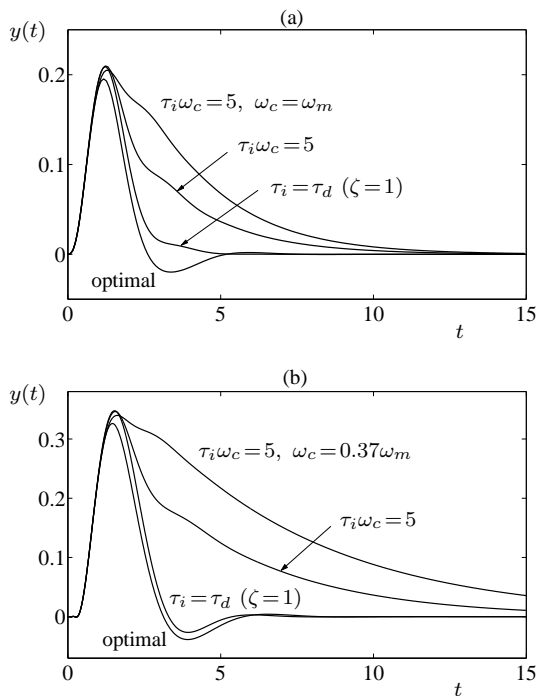 (a)
y(t)
0.2
τ_iω_c = 5, ω_c = ω_m
τ_iω_c = 5
0.1
τ_i = τ_d (ζ = 1)
0
optimal
0 5 10 15
t
(b)
y(t)
0.3
τ_iω_c = 5, ω_c = 0.37ω_m
0.2
τ_iω_c = 5
0.1
τ_i = τ_d (ζ = 1)
0
optimal
0 5 10 15
t